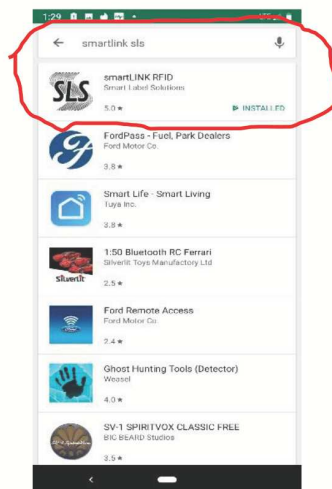 1:29
smartlink sls
SLS
smartLINK RFID
Smart Label Solutions
5.0 ★
INSTALLED
FordPass - Fuel, Park Dealers
Ford Motor Co.
3.8 ★
Smart Life - Smart Living
Tuya Inc.
3.8 ★
1:50 Bluetooth RC Ferrari
Silverlit Toys Manufactory Ltd
Silverlit
2.5 ★
Ford Remote Access
Ford Motor Co.
2.4 ★
Ghost Hunting Tools (Detector)
Weasel
4.0 ★
SV-1 SPIRITVOX CLASSIC FREE
BIG BEARD Studios
3.5 ★